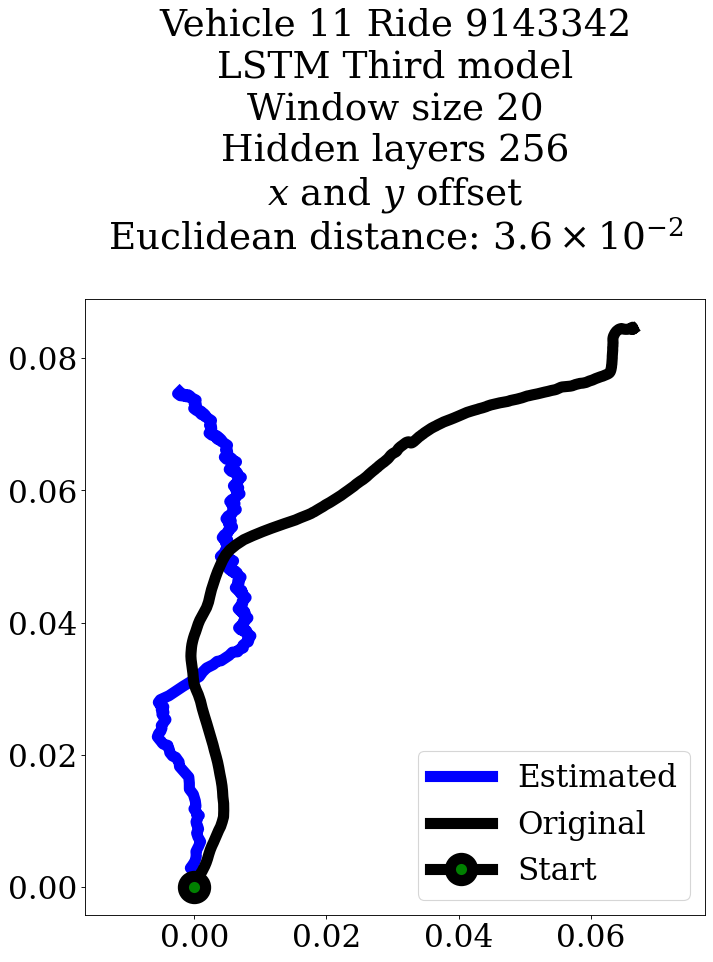 Vehicle 11 Ride 9143342
LSTM Third model
Window size 20
Hidden layers 256
x and y offset
Euclidean distance: 3.6 × 10⁻²
0.08
0.06
0.04
0.02
0.00
Estimated
Original
Start
0.00 0.02 0.04 0.06